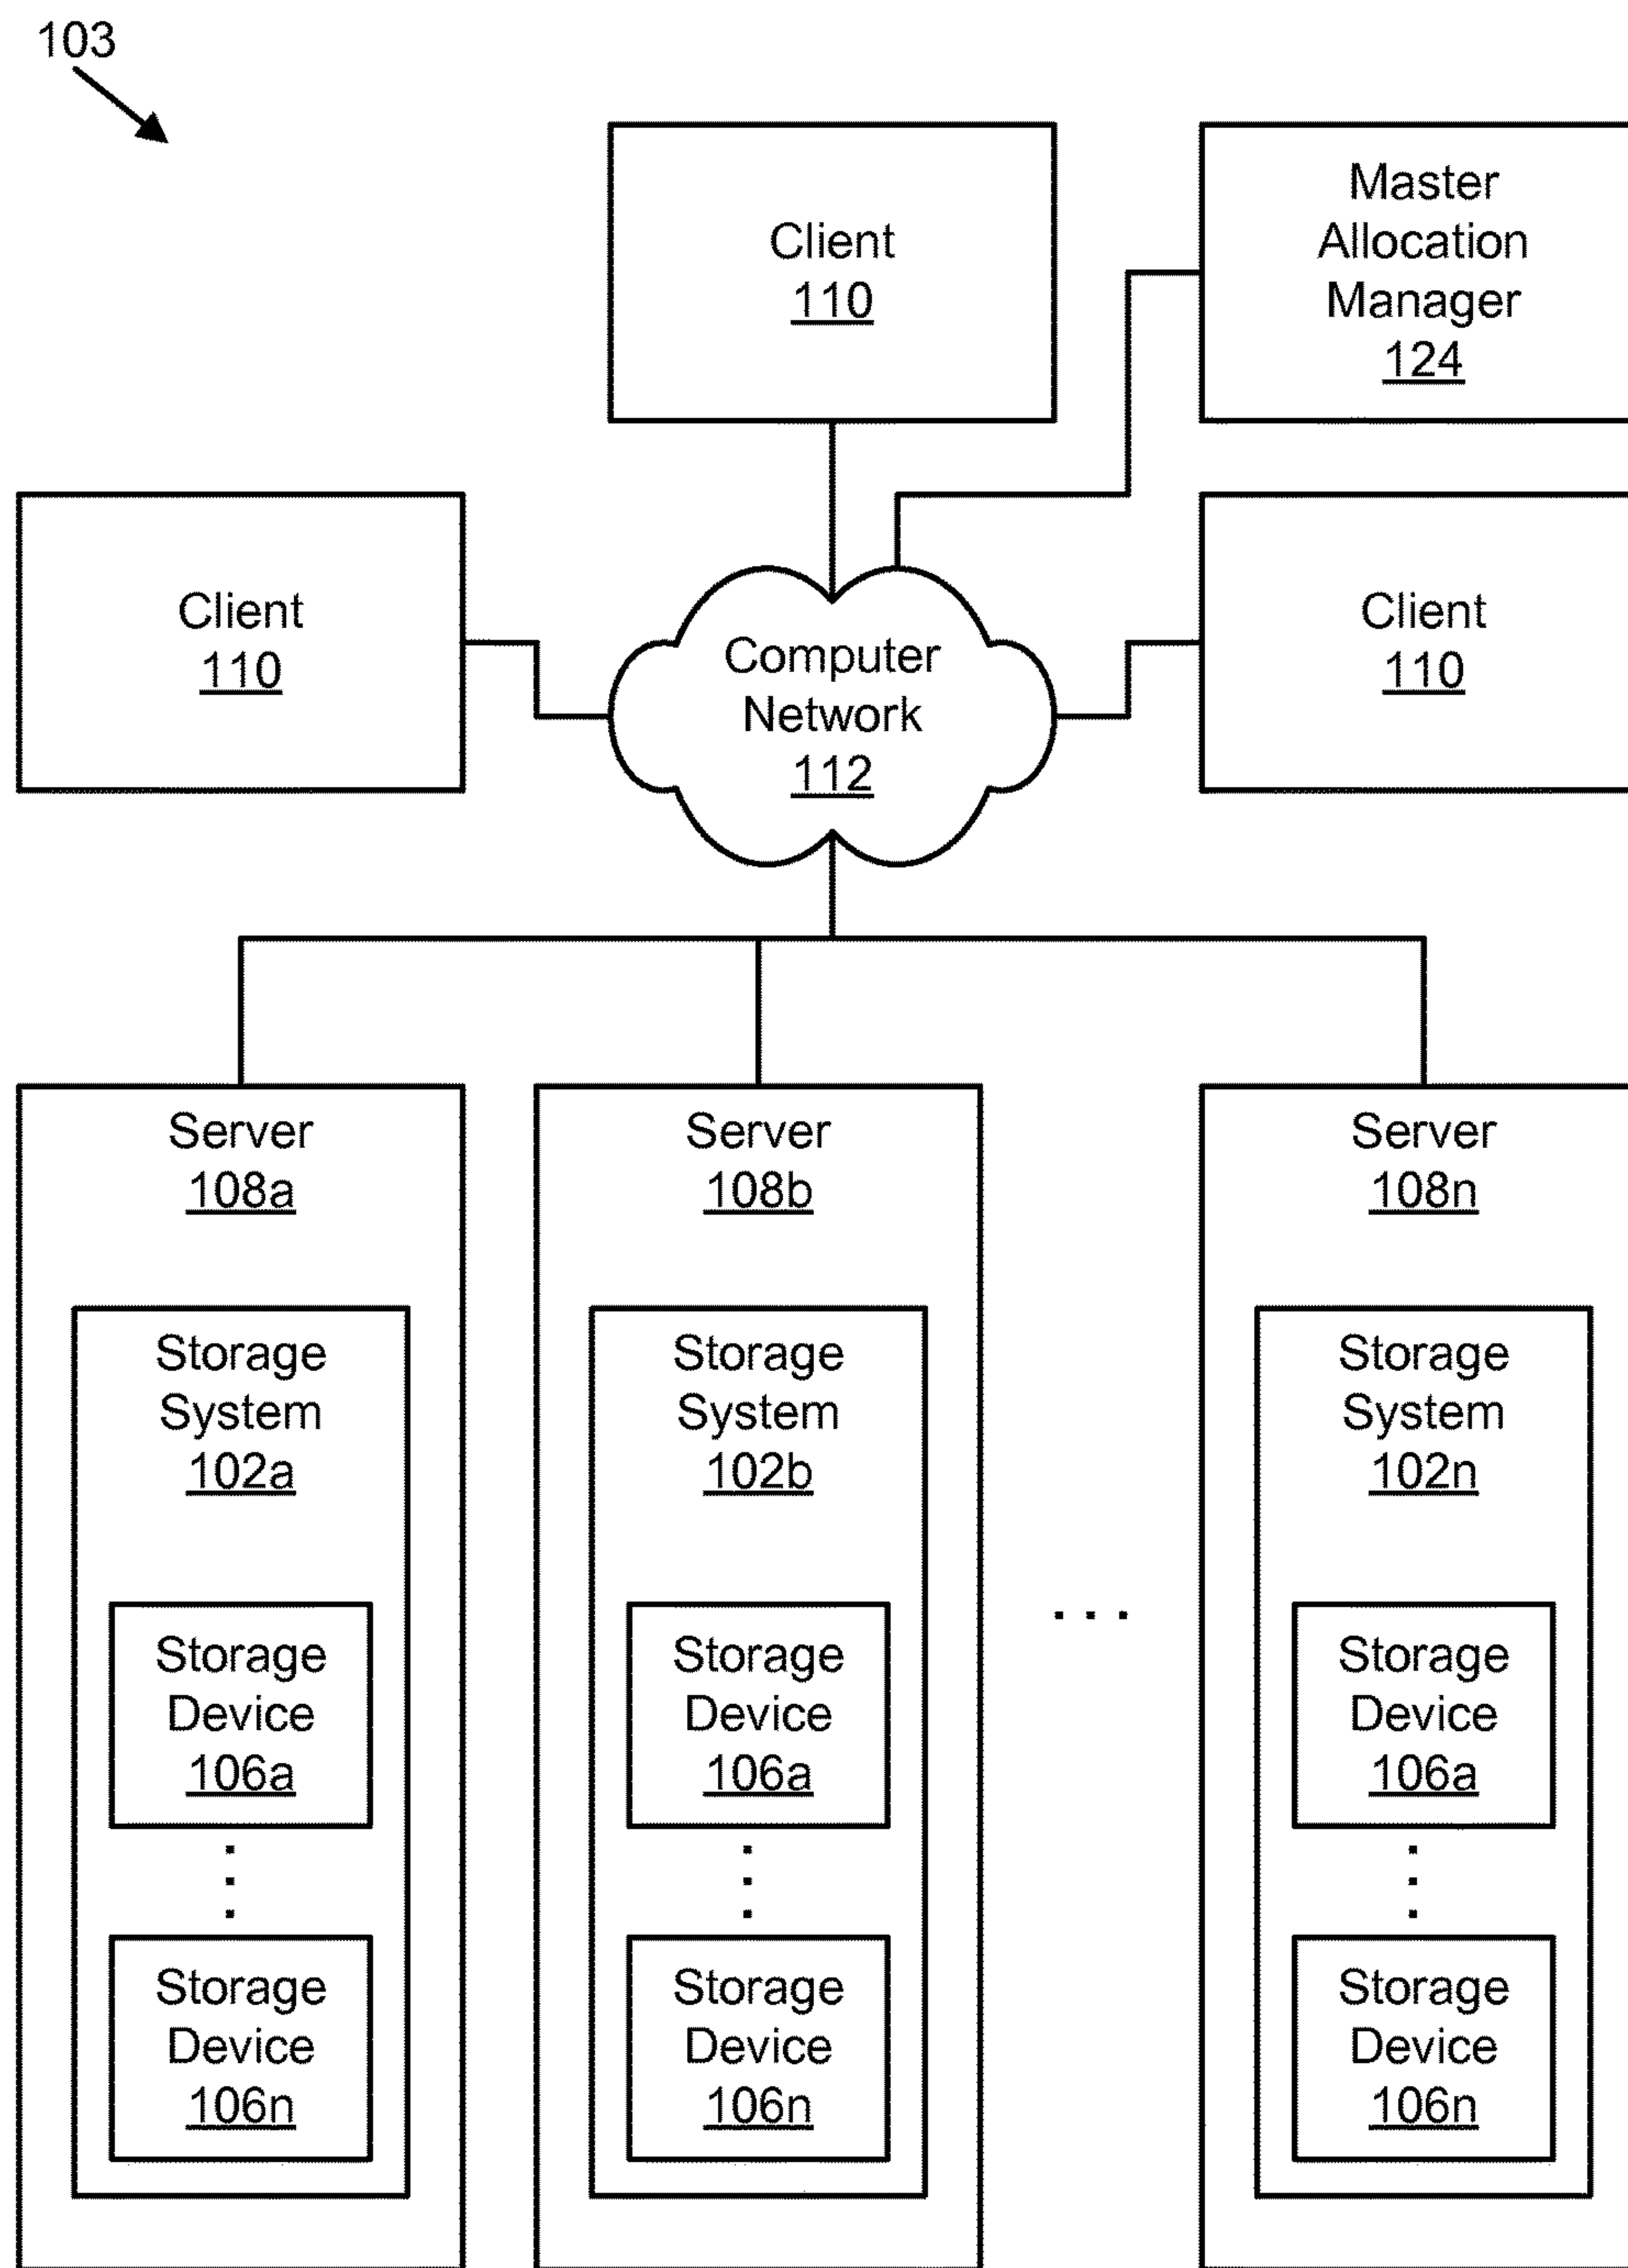 103
Client
110
Master
Allocation
Manager
124
Client
110
Computer
Network
112
Client
110
Server
108a
Storage
System
102a
Storage
Device
106a
Storage
Device
106n
Server
108b
Storage
System
102b
Storage
Device
106a
Storage
Device
106n
. . .
Server
108n
Storage
System
102n
Storage
Device
106a
Storage
Device
106n